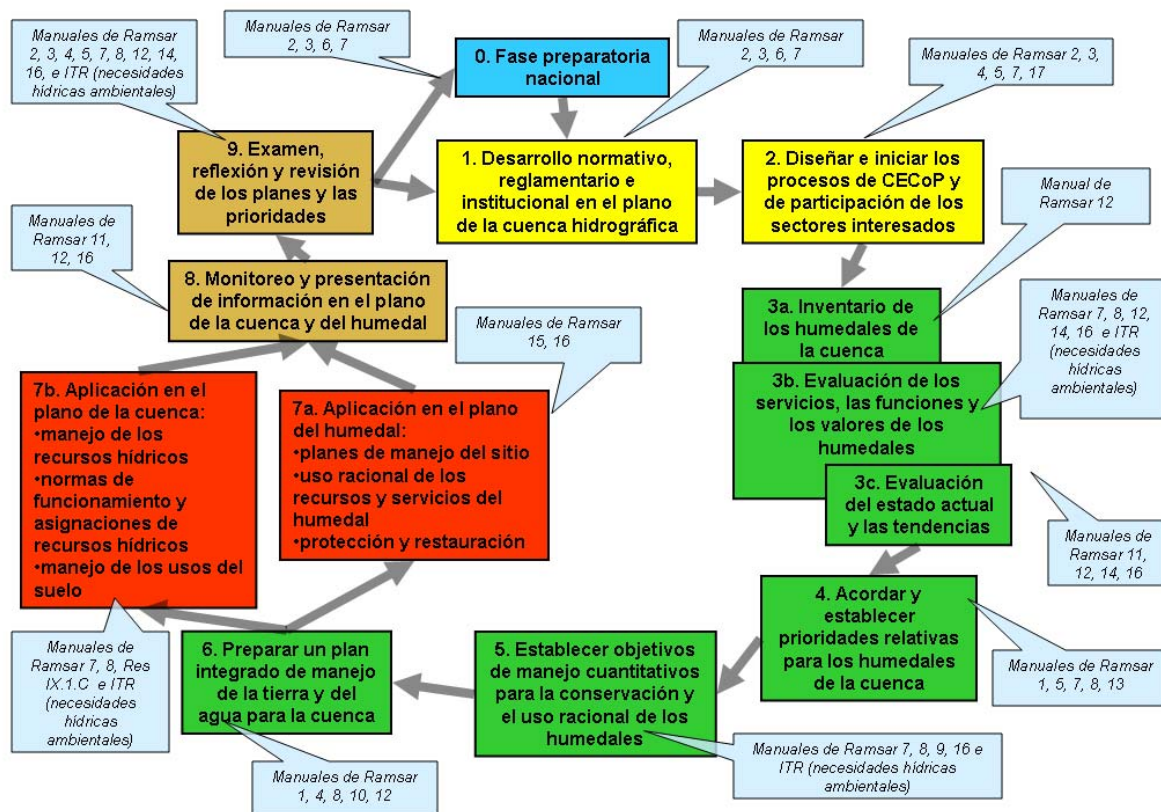 Manuales de Ramsar
2, 3, 4, 5, 7, 8, 12, 14,
16, e ITR (necesidades
hídricas ambientales)
Manuales de Ramsar
2, 3, 6, 7
0. Fase preparatoria
nacional
Manuales de Ramsar
2, 3, 6, 7
Manuales de Ramsar 2, 3,
4, 5, 7, 17
9. Examen,
reflexión y revisión
de los planes y las
prioridades
1. Desarrollo normativo,
reglamentario e
institucional en el plano
de la cuenca hidrográfica
2. Diseñar e iniciar los
procesos de CECoP y
de participación de los
sectores interesados
Manual de
Ramsar 12
Manuales de
Ramsar 11,
12, 16
8. Monitoreo y presentación
de información en el plano
de la cuenca y del humedal
3a. Inventario de
los humedales de
la cuenca
Manuales de
Ramsar 7, 8, 12,
14, 16 e ITR
(necesidades
hídricas
ambientales)
Manuales de Ramsar
15, 16
3b. Evaluación de los
servicios, las funciones y
los valores de los
humedales
7b. Aplicación en el
plano de la cuenca:
•manejo de los
recursos hídricos
•normas de
funcionamiento y
asignaciones de
recursos hídricos
•manejo de los usos del
suelo
7a. Aplicación en el plano
del humedal:
•planes de manejo del sitio
•uso racional de los
recursos y servicios del
humedal
•protección y restauración
3c. Evaluación
del estado actual
y las tendencias
Manuales de
Ramsar 11,
12, 14, 16
4. Acordar y
establecer
prioridades relativas
para los humedales
de la cuenca
Manuales de Ramsar
1, 5, 7, 8, 13
5. Establecer objetivos
de manejo cuantitativos
para la conservación y
el uso racional de los
humedales
6. Preparar un plan
integrado de manejo
de la tierra y del
agua para la cuenca
Manuales de
Ramsar 7, 8, Res
IX.1.C e ITR
(necesidades
hídricas
ambientales)
Manuales de Ramsar
1, 4, 8, 10, 12
Manuales de Ramsar 7, 8, 9, 16 e
ITR (necesidades hídricas
ambientales)